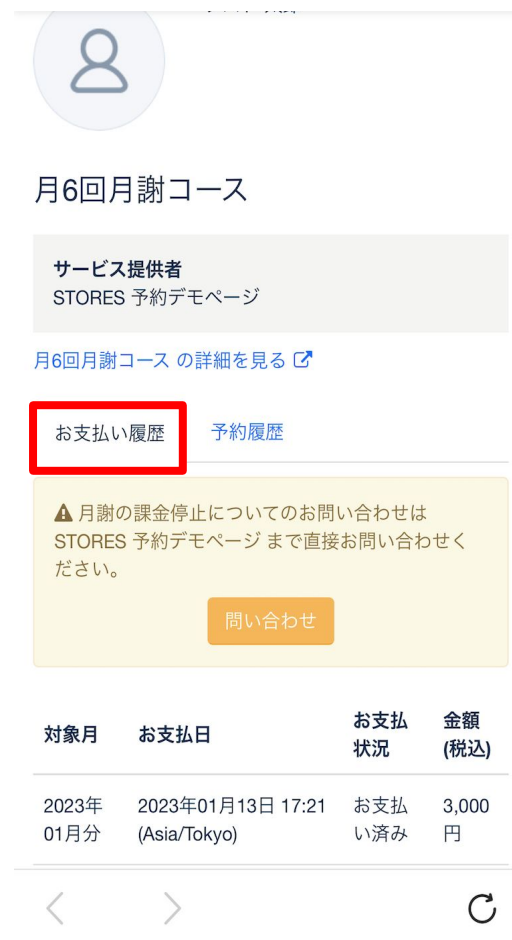 月6回月謝コース
サービス提供者
STORES 予約デモページ
月6回月謝コース の詳細を見る
お支払い履歴
予約履歴
月謝の課金停止についてのお問い合わせは
STORES 予約デモページ まで直接お問い合わせく
ださい。
問い合わせ
対象月 お支払日 お支払状況 金額(税込)
2023年01月分 2023年01月13日 17:21 (Asia/Tokyo) お支払い済み 3,000円